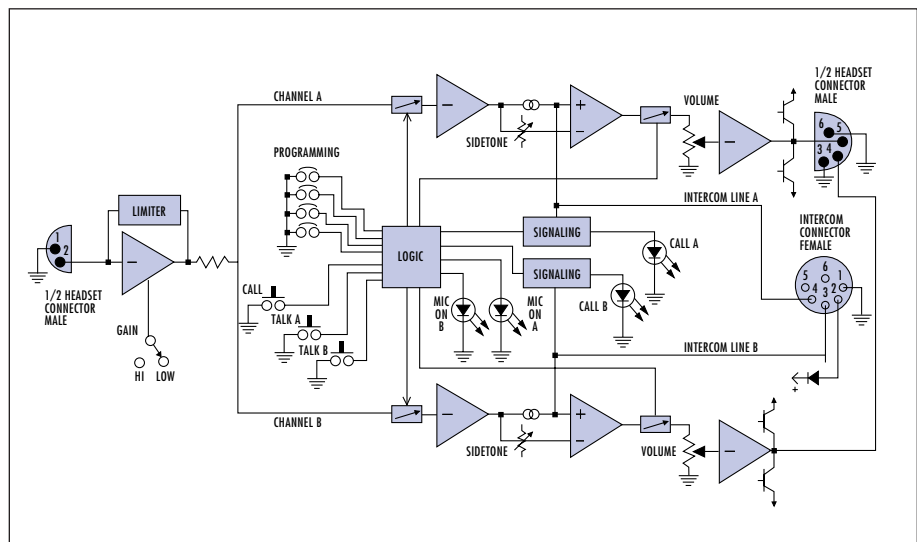 1/2 HEADSET
CONNECTOR
MALE
6
5
3
4
CHANNEL A
VOLUME
SIDETONE
+
−
−
−
PROGRAMMING
LIMITER
INTERCOM LINE A
SIGNALING
INTERCOM
CONNECTOR
FEMALE
1
2
−
LOGIC
CALL A
SIGNALING
6
5
1
4
3
2
1/2 HEADSET
CONNECTOR
MALE
CALL
MIC
ON
B
MIC
ON
A
CALL B
TALK A
GAIN
TALK B
INTERCOM LINE B
HI
LOW
+
CHANNEL B
−
+
−
SIDETONE
VOLUME
−